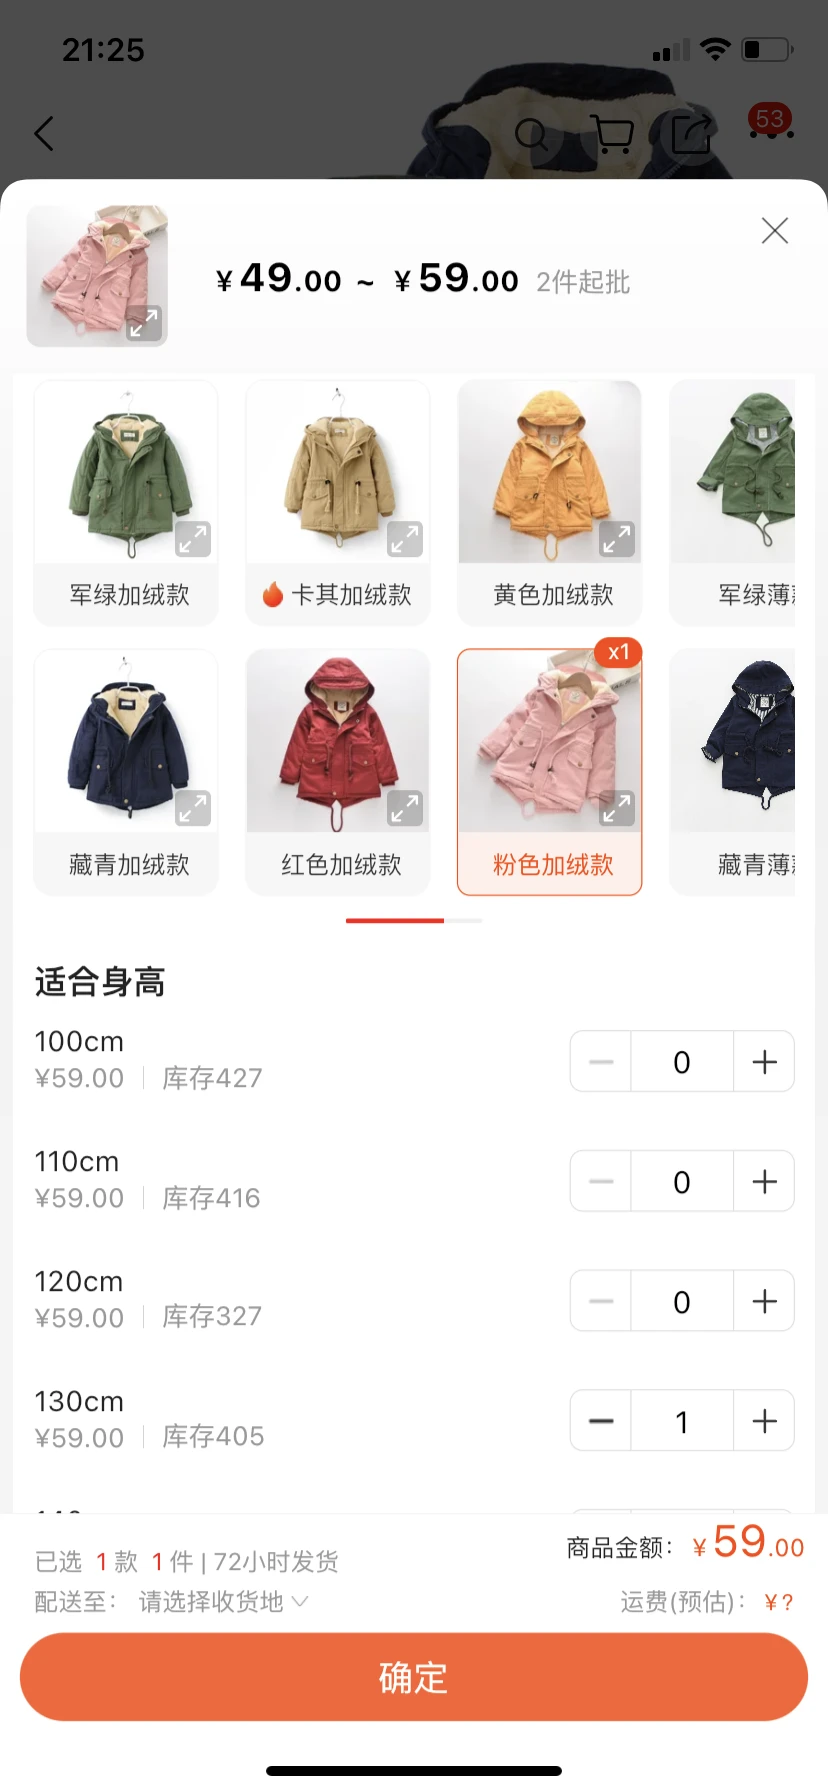 21:25
53
¥49.00 ~ ¥59.00 2件起批
军绿加绒款
卡其加绒款
黄色加绒款
军绿薄
x1
藏青加绒款
红色加绒款
粉色加绒款
藏青薄
适合身高
100cm
¥59.00 库存427
0
110cm
¥59.00 库存416
0
120cm
¥59.00 库存327
0
130cm
¥59.00 库存405
1
已选 1 款 1 件 | 72小时发货
商品金额: ¥59.00
配送至: 请选择收货地
运费(预估): ¥?
确定